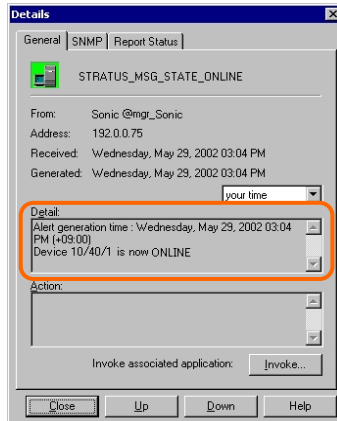 Details
General SNMP Report Status
STRATUS_MSG_STATE_ONLINE
From: Sonic @mgr_Sonic
Address: 192.0.0.75
Received: Wednesday, May 29, 2002 03:04 PM
Generated: Wednesday, May 29, 2002 03:04 PM
your time
Detail:
Alert generation time : Wednesday, May 29, 2002 03:04
PM (+09:00)
Device 10/40/1 is now ONLINE
Action:
Invoke associated application: Invoke...
Close Up Down Help